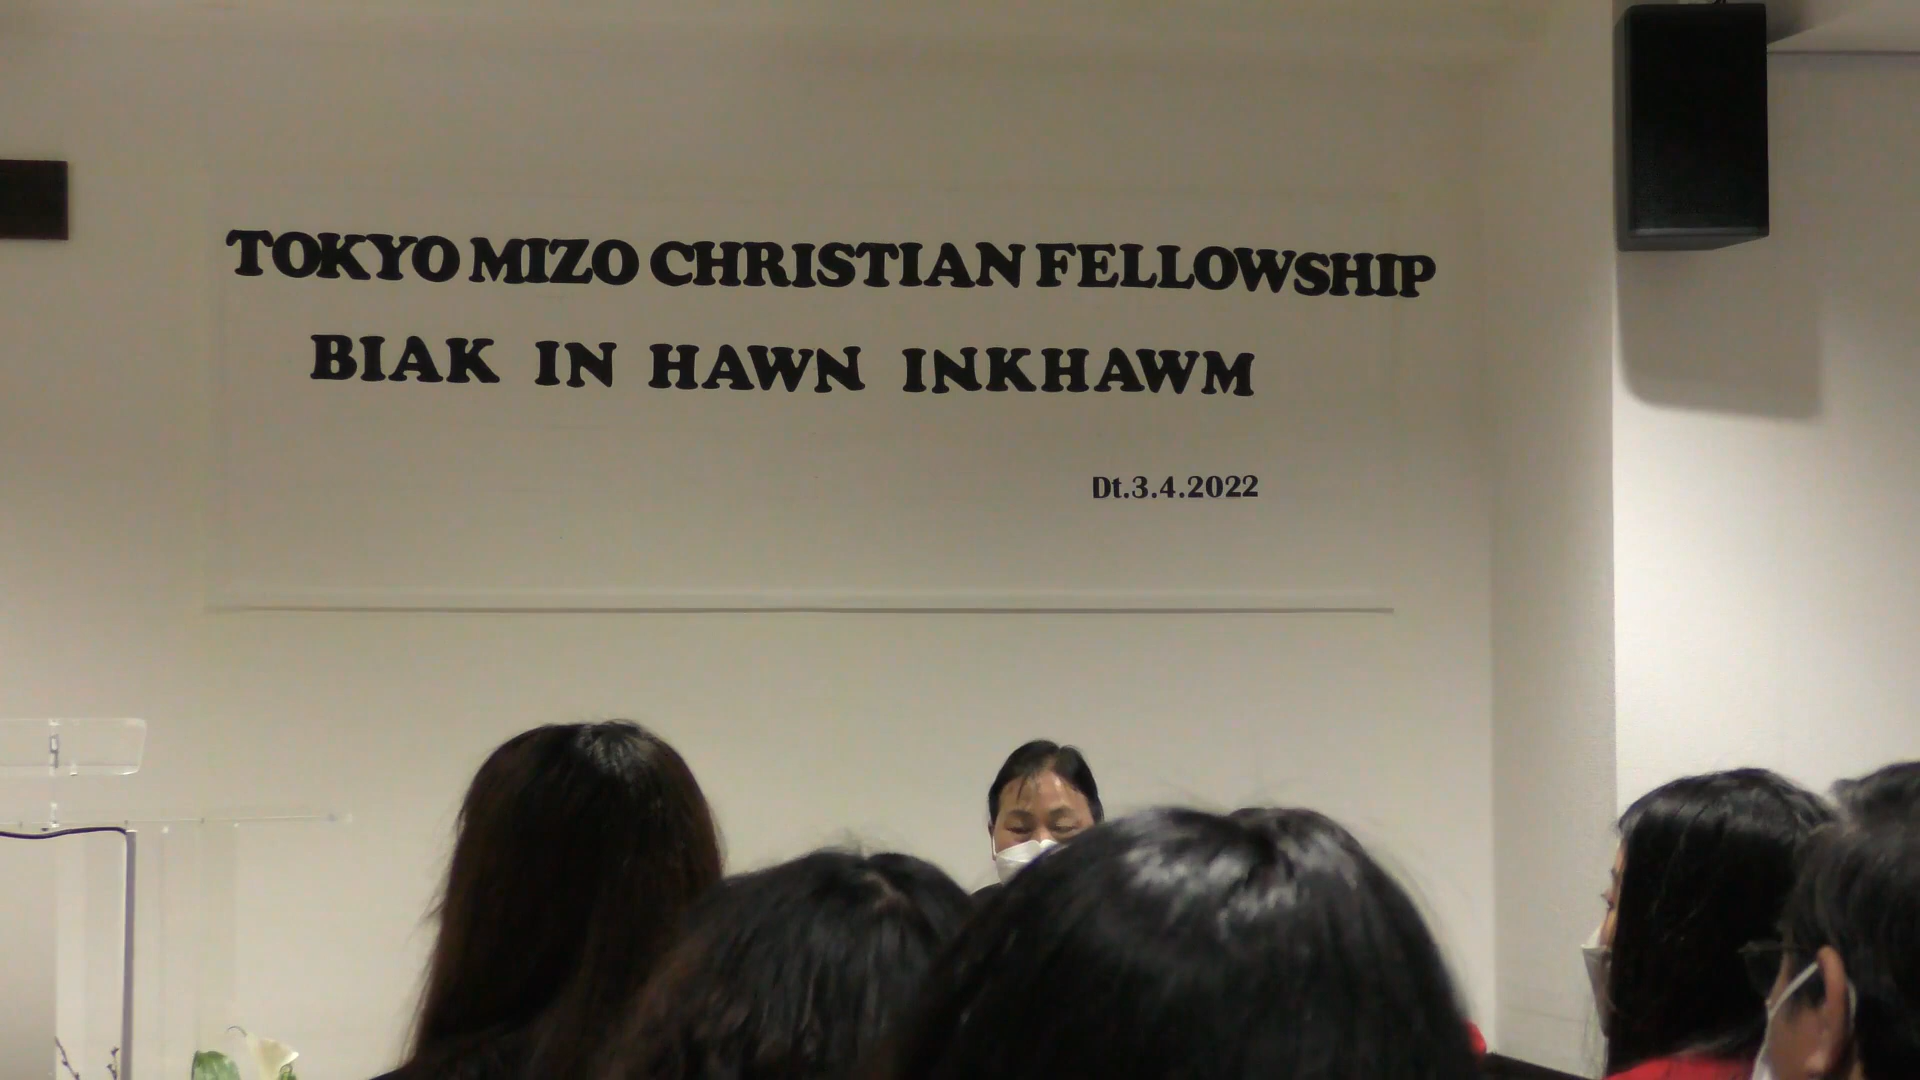 TOKYO MIZO CHRISTIAN FELLOWSHIP
BIAK IN HAWN INKHAWM
Dt.3.4.2022